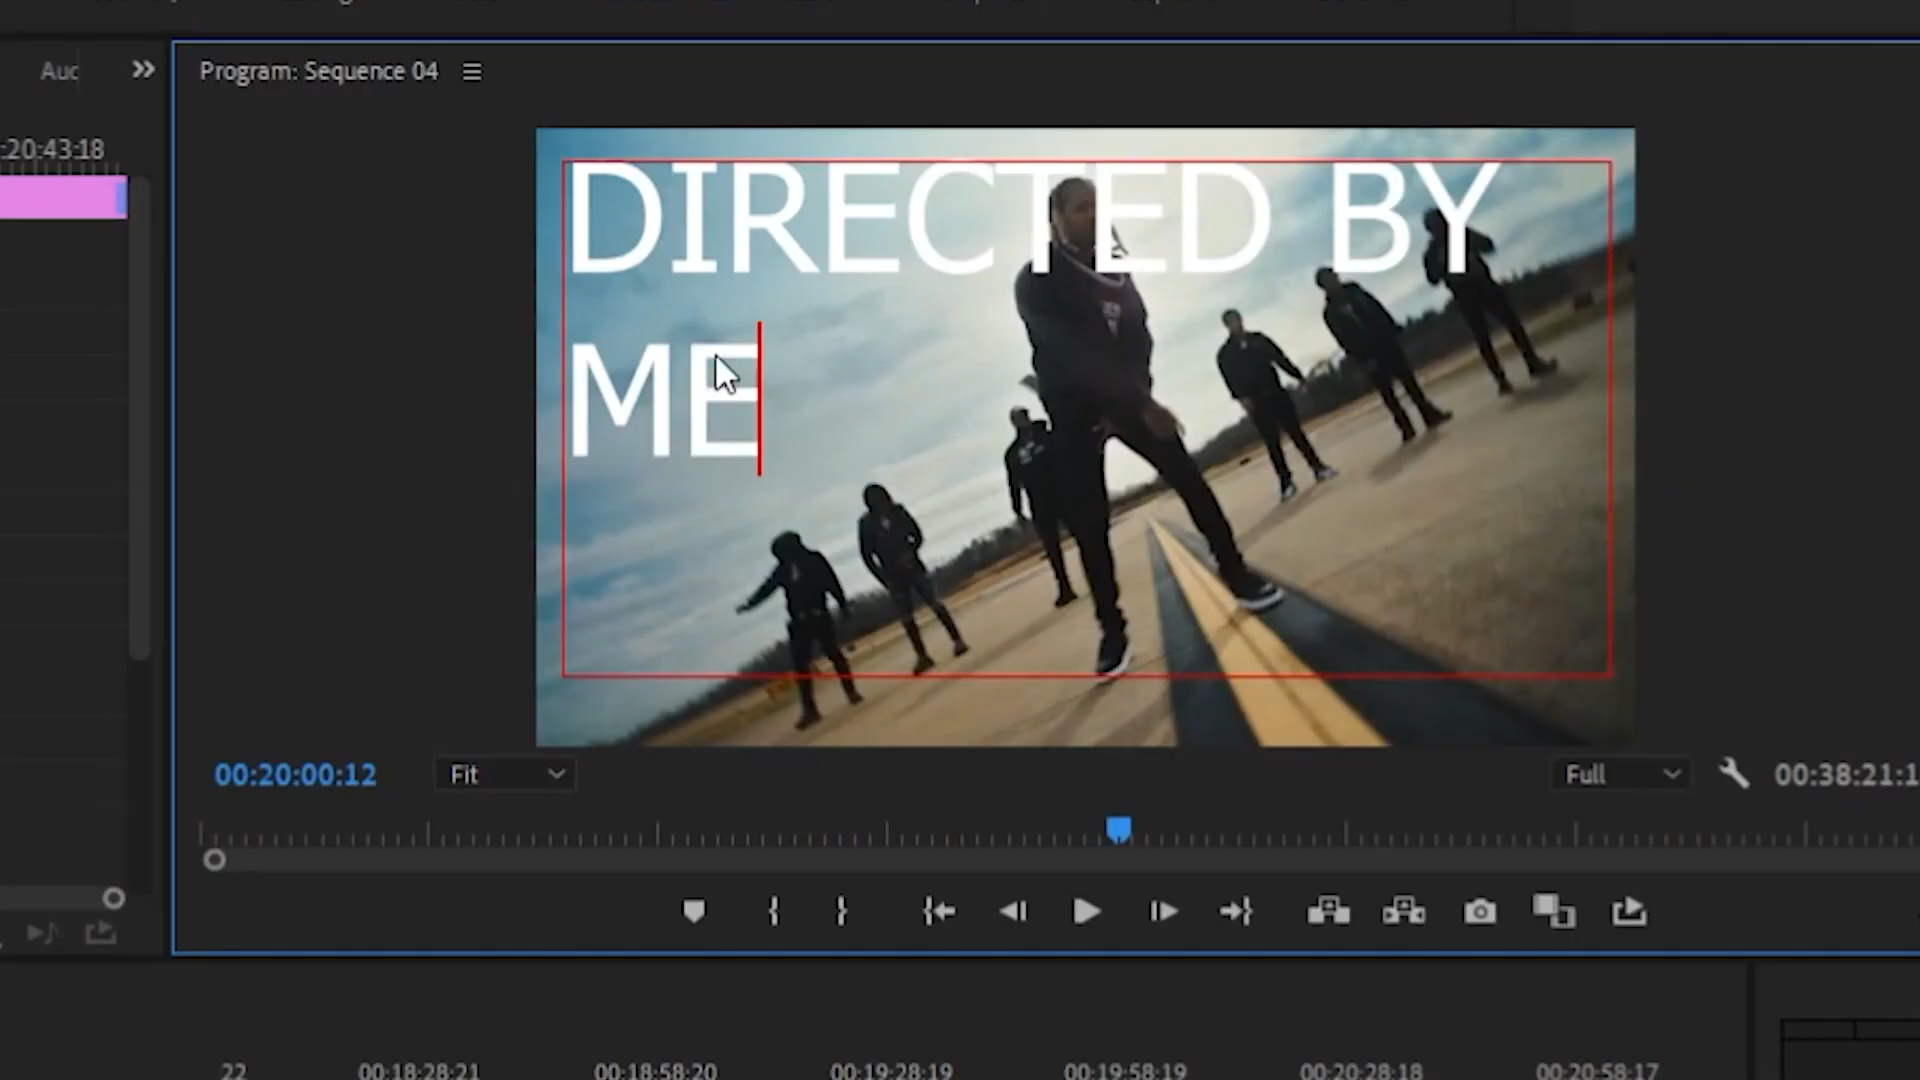 Program: Sequence 04
:20:43:18
DIRECTED BY
ME
00:20:00:12
Fit
Full
00:38:21:1
22
00:18:28:21
00:18:58:20
00:19:28:19
00:19:58:19
00:20:28:18
00:20:58:17